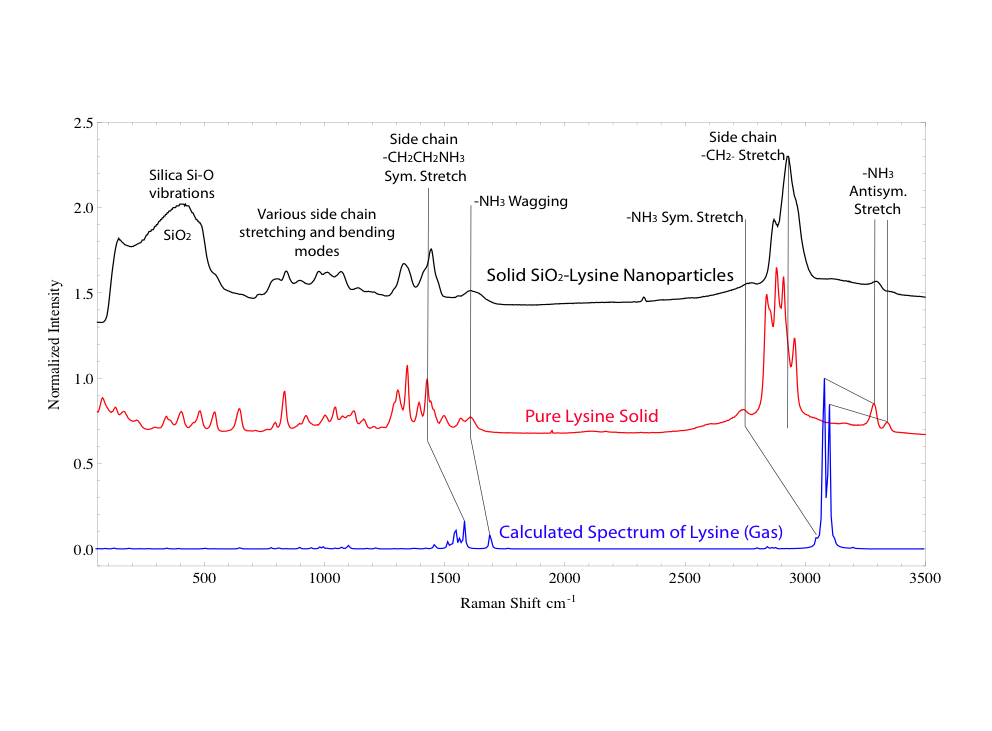 2.5
2.0
1.5
1.0
0.5
0.0
Normalized Intensity
Silica Si-O
vibrations
SiO2
Various side chain
stretching and bending
modes
Side chain
-CH2CH2NH3
Sym. Stretch
-NH3 Wagging
Side chain
-CH2- Stretch
-NH3 Sym. Stretch
-NH3
Antisym.
Stretch
Solid SiO2-Lysine Nanoparticles
Pure Lysine Solid
Calculated Spectrum of Lysine (Gas)
500 1000 1500 2000 2500 3000 3500
Raman Shift cm-1